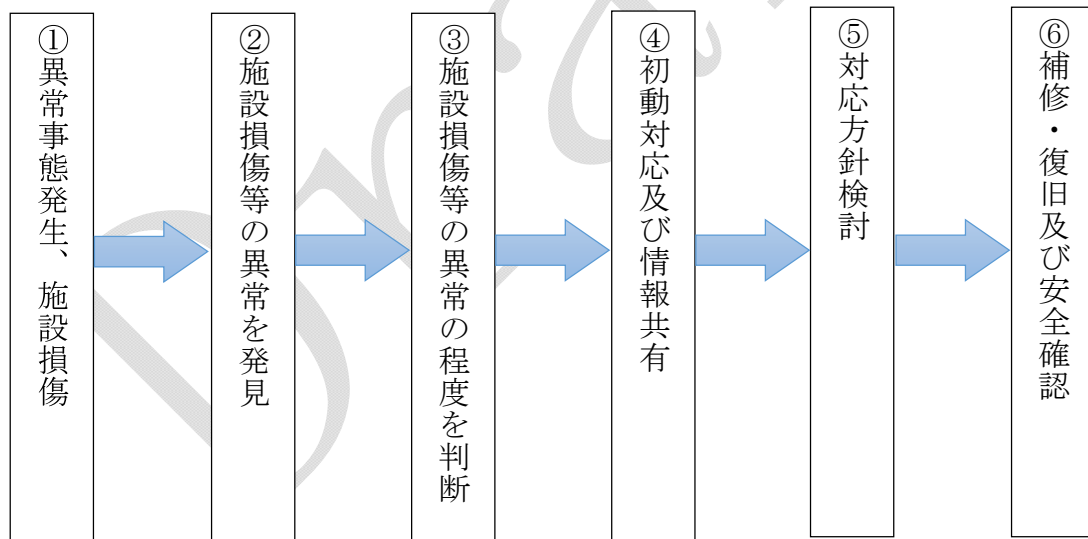 ①異常事態発生、施設損傷
②施設損傷等の異常を発見
③施設損傷等の異常の程度を判断
④初動対応及び情報共有
⑤対応方針検討
⑥補修・復旧及び安全確認